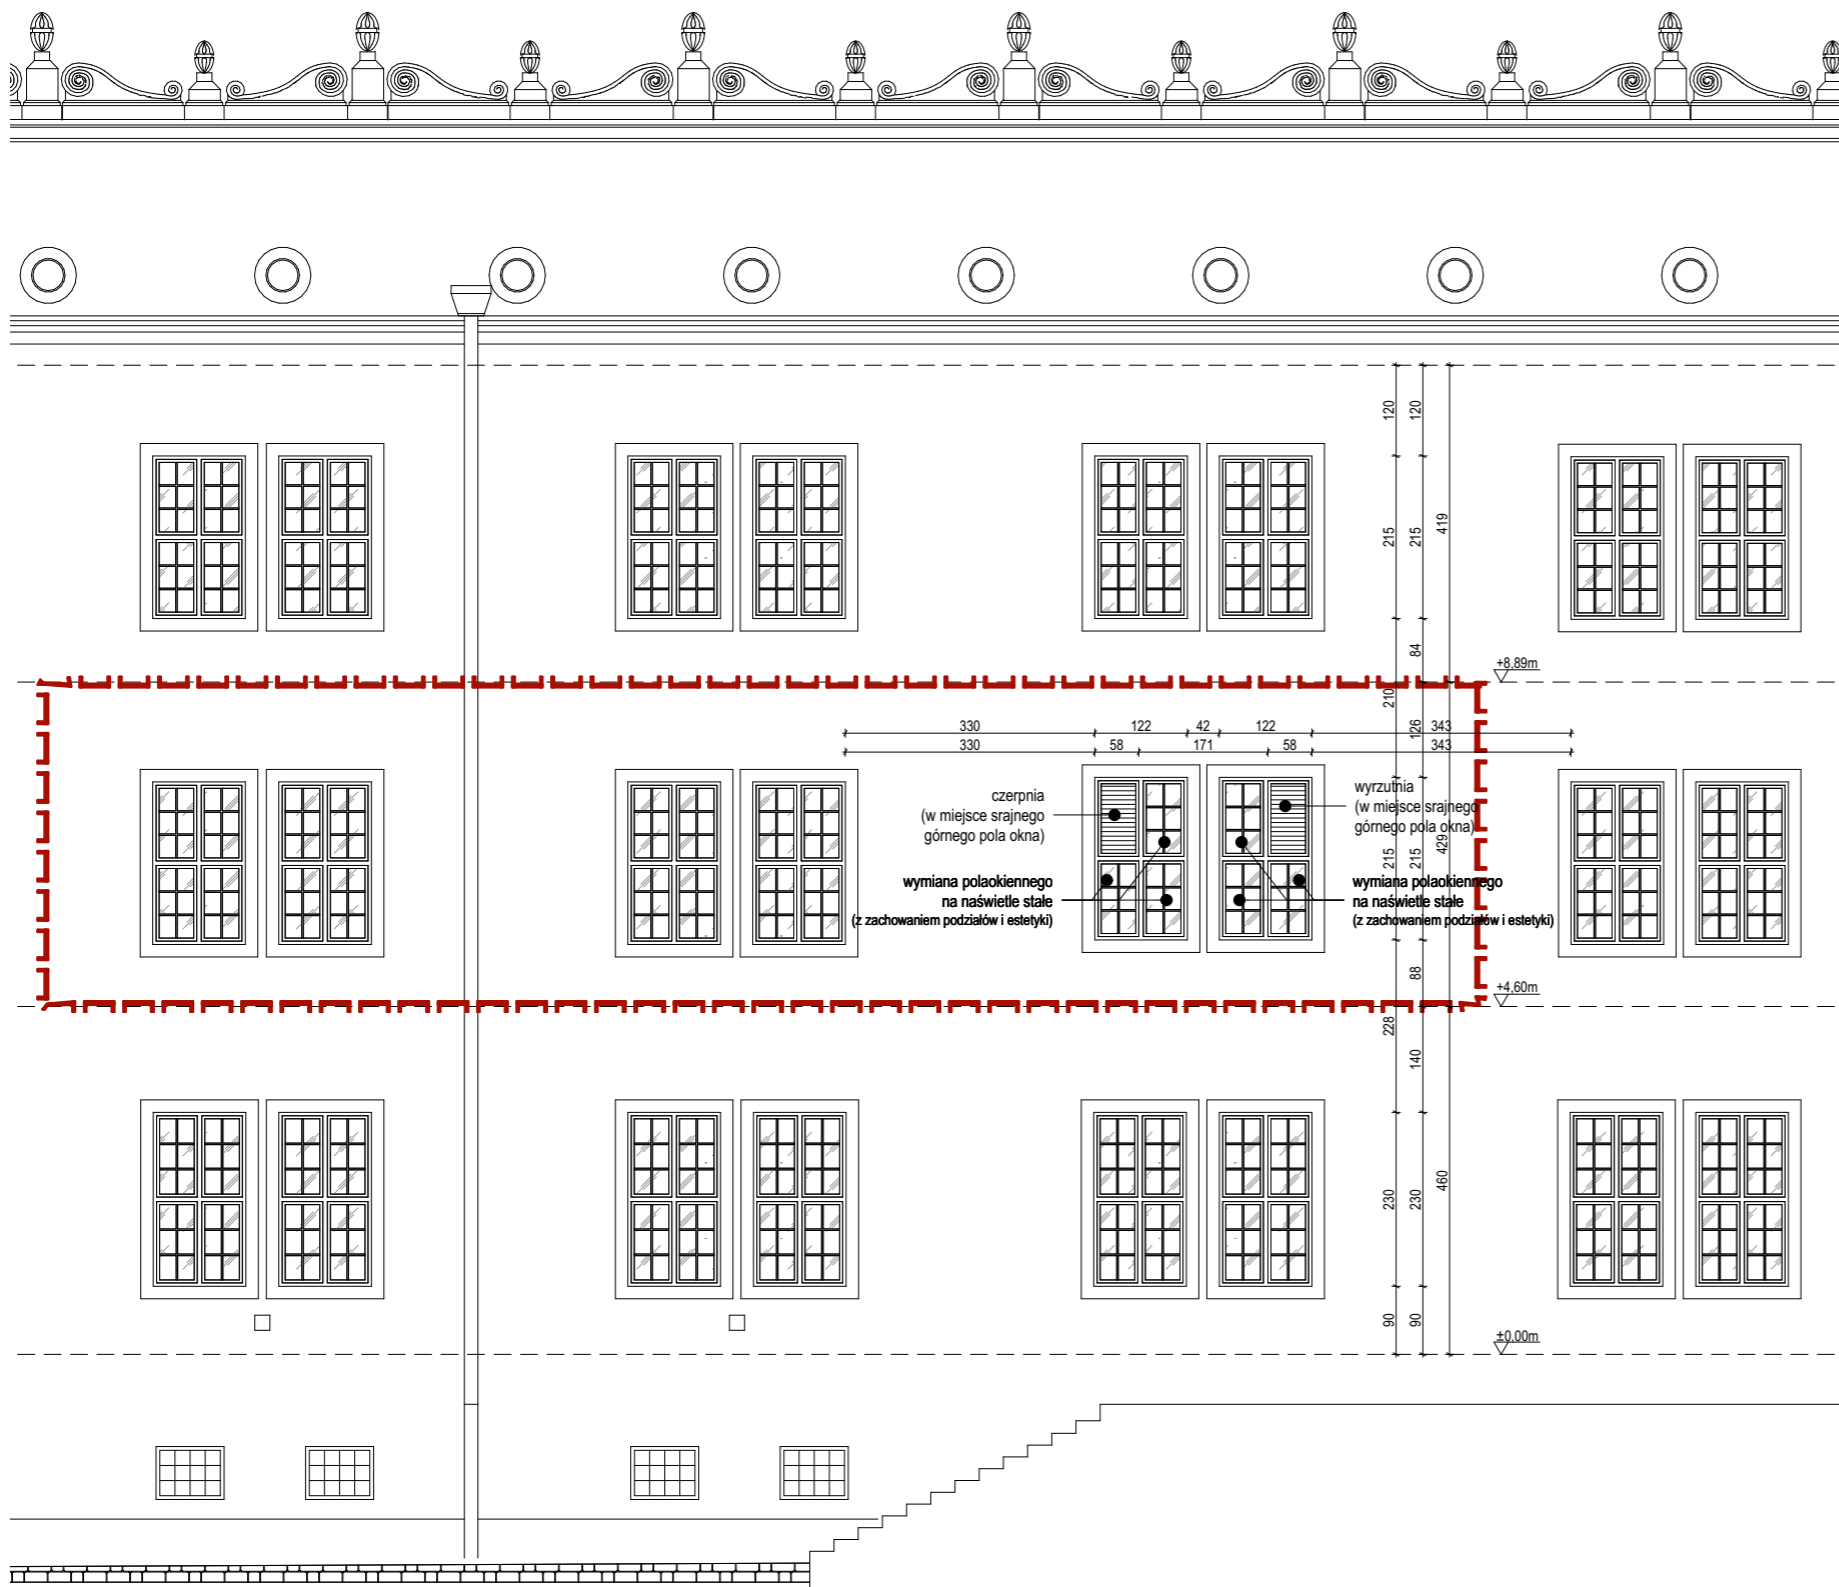 120
120
215
215
419
84
+8,89m
210
126
330
122
42
122
343
330
58
171
58
343
czerpnia
(w miejsce srajnego
górnego pola okna)
wyrzutnia
(w miejsce srajnego
górnego pola okna)
215
215
429
wymiana polaokiennego
na naświetle stałe
(z zachowaniem podziałów i estetyki)
wymiana polaokiennego
na naświetle stałe
(z zachowaniem podziałów i estetyki)
88
+4,60m
228
140
230
230
460
90
90
±0,00m